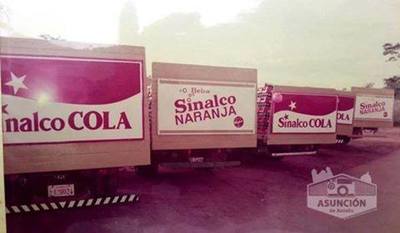 Sinalco COLA
Beba
Sinalco
NARANJA
Sinalco COLA
Sinalco
NARANJA
ASUNCIÓN
de Antaño